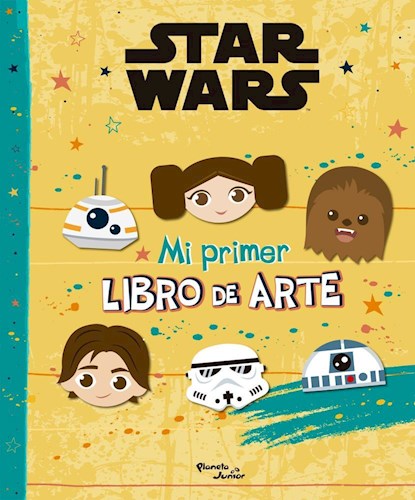 STAR
WARS
Mi primer
LIBRO DE ARTE
Planeta
Junior